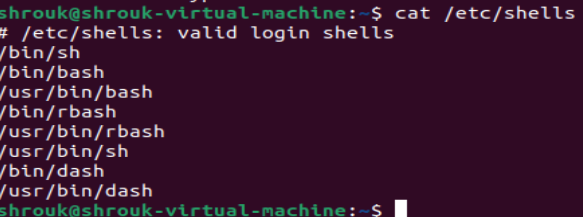 shrouk@shrouk-virtual-machine:~$ cat /etc/shells
# /etc/shells: valid login shells
/bin/sh
/bin/bash
/usr/bin/bash
/bin/rbash
/usr/bin/rbash
/usr/bin/sh
/bin/dash
/usr/bin/dash
shrouk@shrouk-virtual-machine:~$